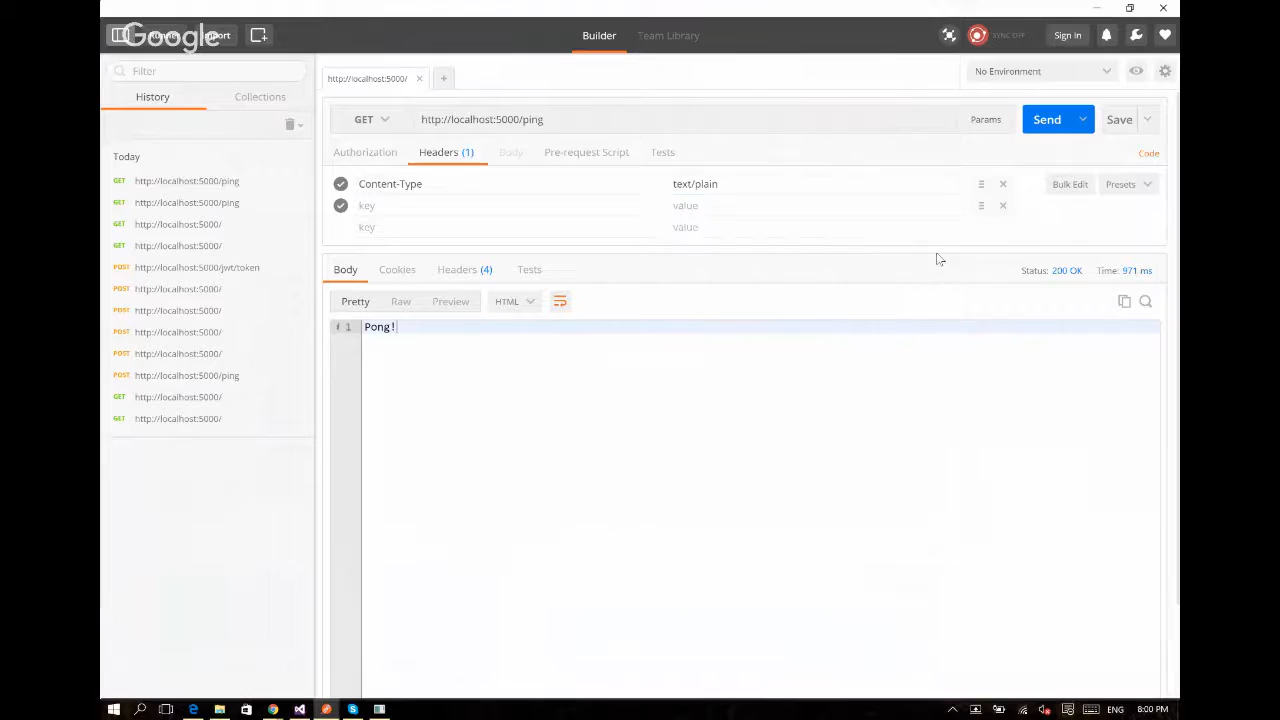 Google
Runner
Import
Builder
Team Library
SYNC OFF
Sign In
Filter
History
Collections
Today
GET http://localhost:5000/ping
GET http://localhost:5000/ping
GET http://localhost:5000/
GET http://localhost:5000/
POST http://localhost:5000/jwt/token
POST http://localhost:5000/
POST http://localhost:5000/
POST http://localhost:5000/
POST http://localhost:5000/
POST http://localhost:5000/ping
GET http://localhost:5000/
GET http://localhost:5000/
http://localhost:5000/
No Environment
GET http://localhost:5000/ping Params Send Save
Authorization Headers (1) Body Pre-request Script Tests Code
Content-Type text/plain Bulk Edit Presets
key value
key value
Body Cookies Headers (4) Tests Status: 200 OK Time: 971 ms
Pretty Raw Preview HTML
i 1 Pong!
ENG 8:00 PM